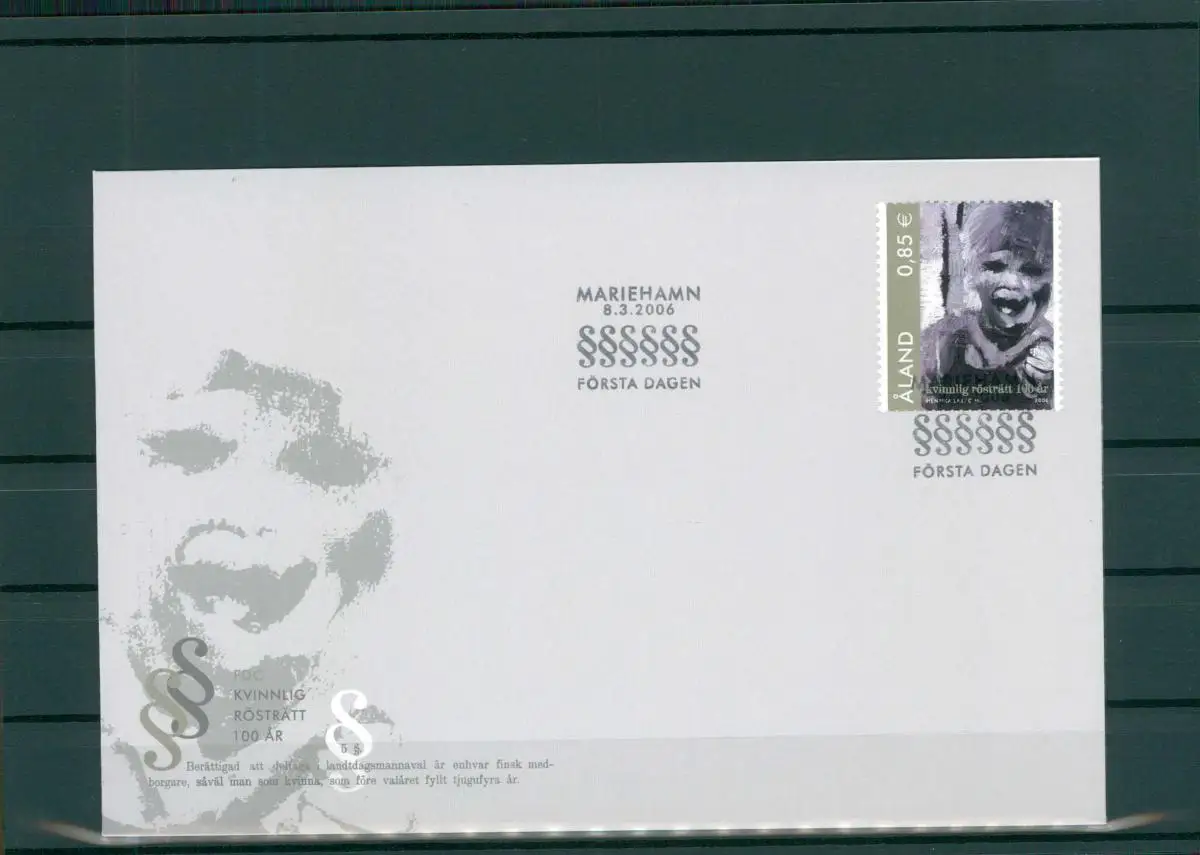 MARIEHAMN
8.3.2006
§§§§§§
FÖRSTA DAGEN
ÅLAND 0,85 €
kvinnlig rösträtt 100 år
2006
MARIEHAMN
§§§§§§
FÖRSTA DAGEN
§§§
FDC
KVINNLIG
RÖSTRÄTT
100 ÅR
§
5 §.
Berättigad att deltaga i landtdagsmannaval är enhvar finsk med-
borgare, såväl man som kvinna, som före valåret fyllt tjugufyra år.